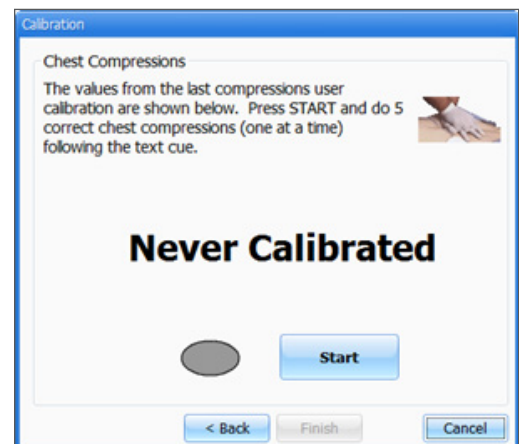 Calibration
Chest Compressions
The values from the last compressions user
calibration are shown below. Press START and do 5
correct chest compressions (one at a time)
following the text cue.
Never Calibrated
Start
< Back Finish Cancel